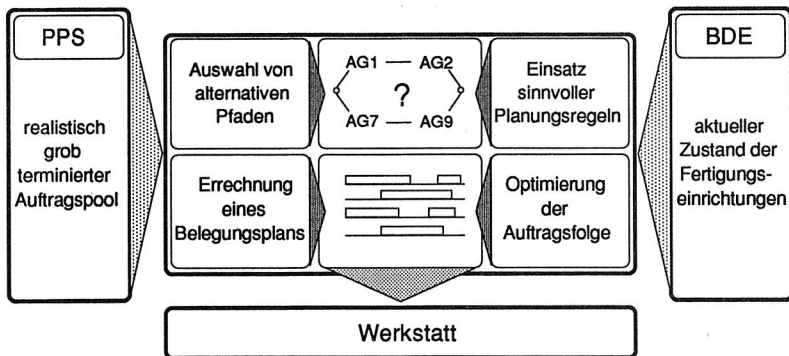 PPS
realistisch
grob
terminierter
Auftragspool
Auswahl von
alternativen
Pfaden
AG1 AG2
?
AG7 AG9
Einsatz
sinnvoller
Planungsregeln
Errechnung
eines
Belegungsplans
Optimierung
der
Auftragsfolge
BDE
aktueller
Zustand der
Fertigungs-
einrichtungen
Werkstatt